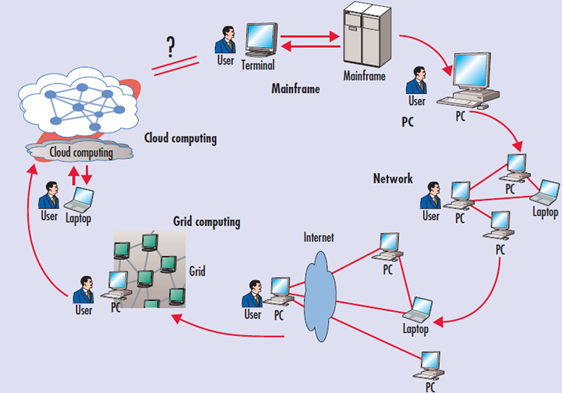 ?
User
Terminal
Mainframe
Mainframe
User
PC
PC
Cloud computing
Cloud computing
User
Laptop
Network
User
PC
PC
Laptop
PC
Grid computing
Grid
User
PC
Internet
User
PC
PC
Laptop
PC